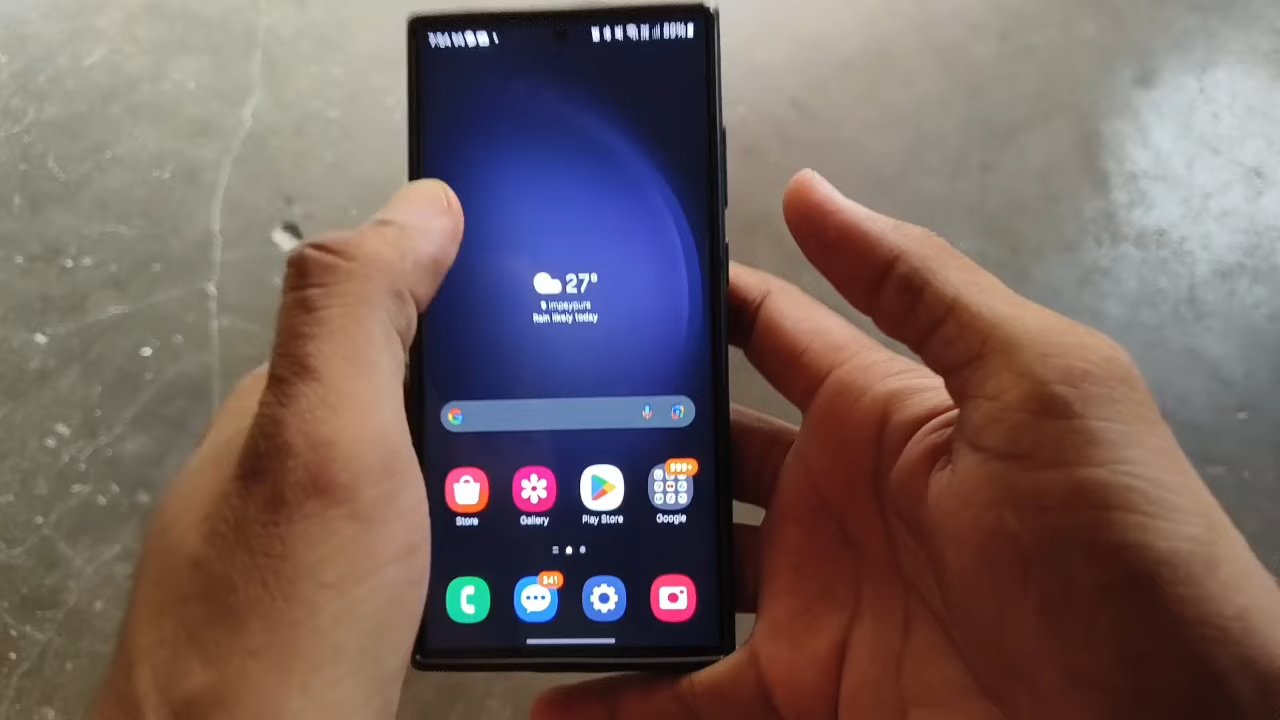 27°
Rain likely today
999+
Store
Gallery
Play Store
Google
341